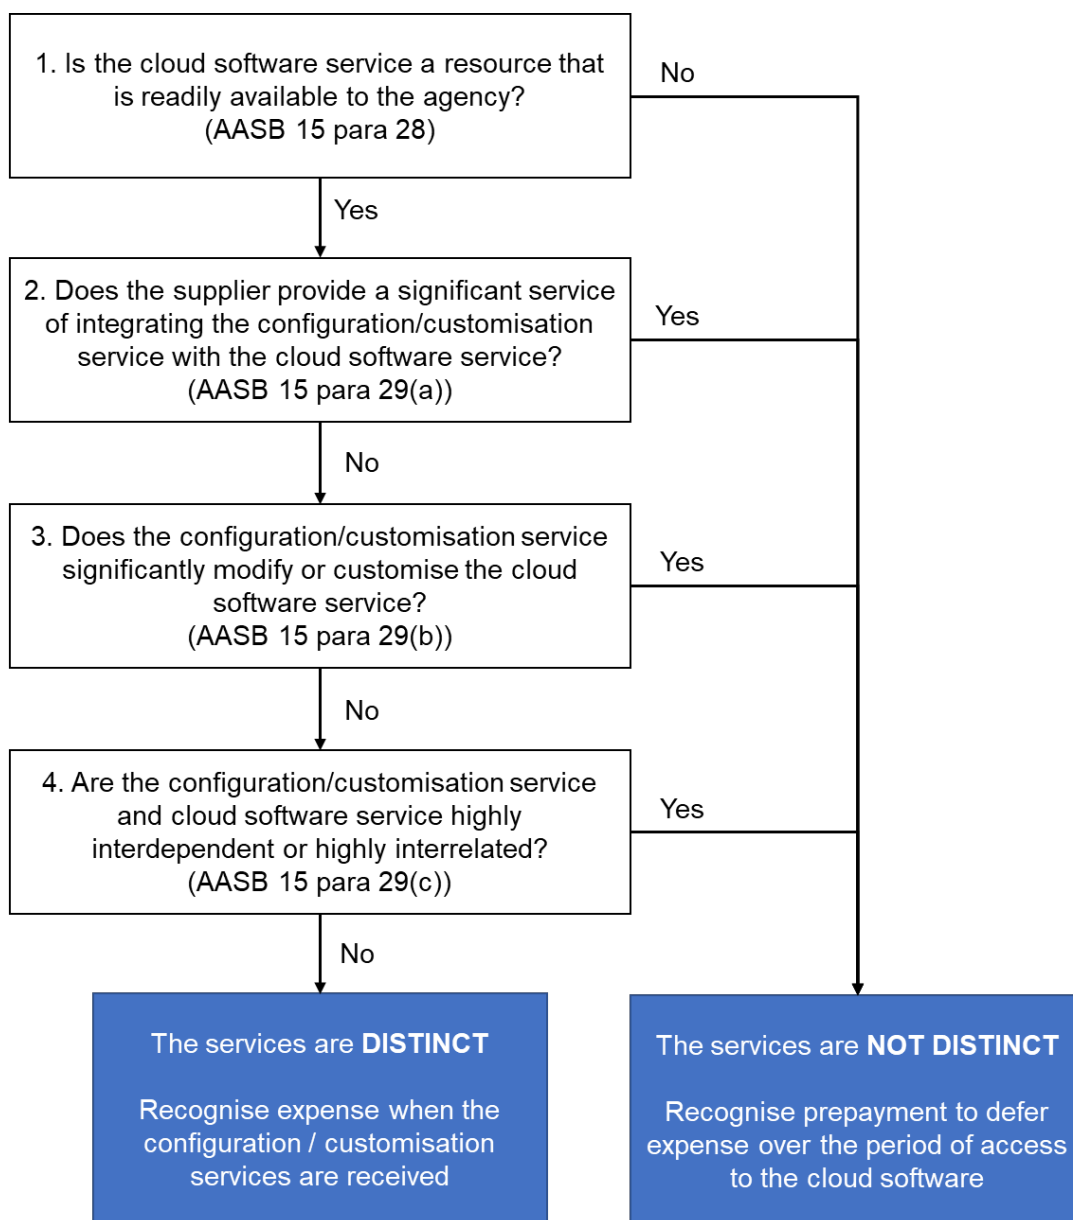 1. Is the cloud software service a resource that
is readily available to the agency?
(AASB 15 para 28)
No
Yes
2. Does the supplier provide a significant service
of integrating the configuration/customisation
service with the cloud software service?
(AASB 15 para 29(a))
Yes
No
3. Does the configuration/customisation service
significantly modify or customise the cloud
software service?
(AASB 15 para 29(b))
Yes
No
4. Are the configuration/customisation service
and cloud software service highly
interdependent or highly interrelated?
(AASB 15 para 29(c))
Yes
No
The services are DISTINCT
Recognise expense when the
configuration / customisation
services are received
The services are NOT DISTINCT
Recognise prepayment to defer
expense over the period of access
to the cloud software